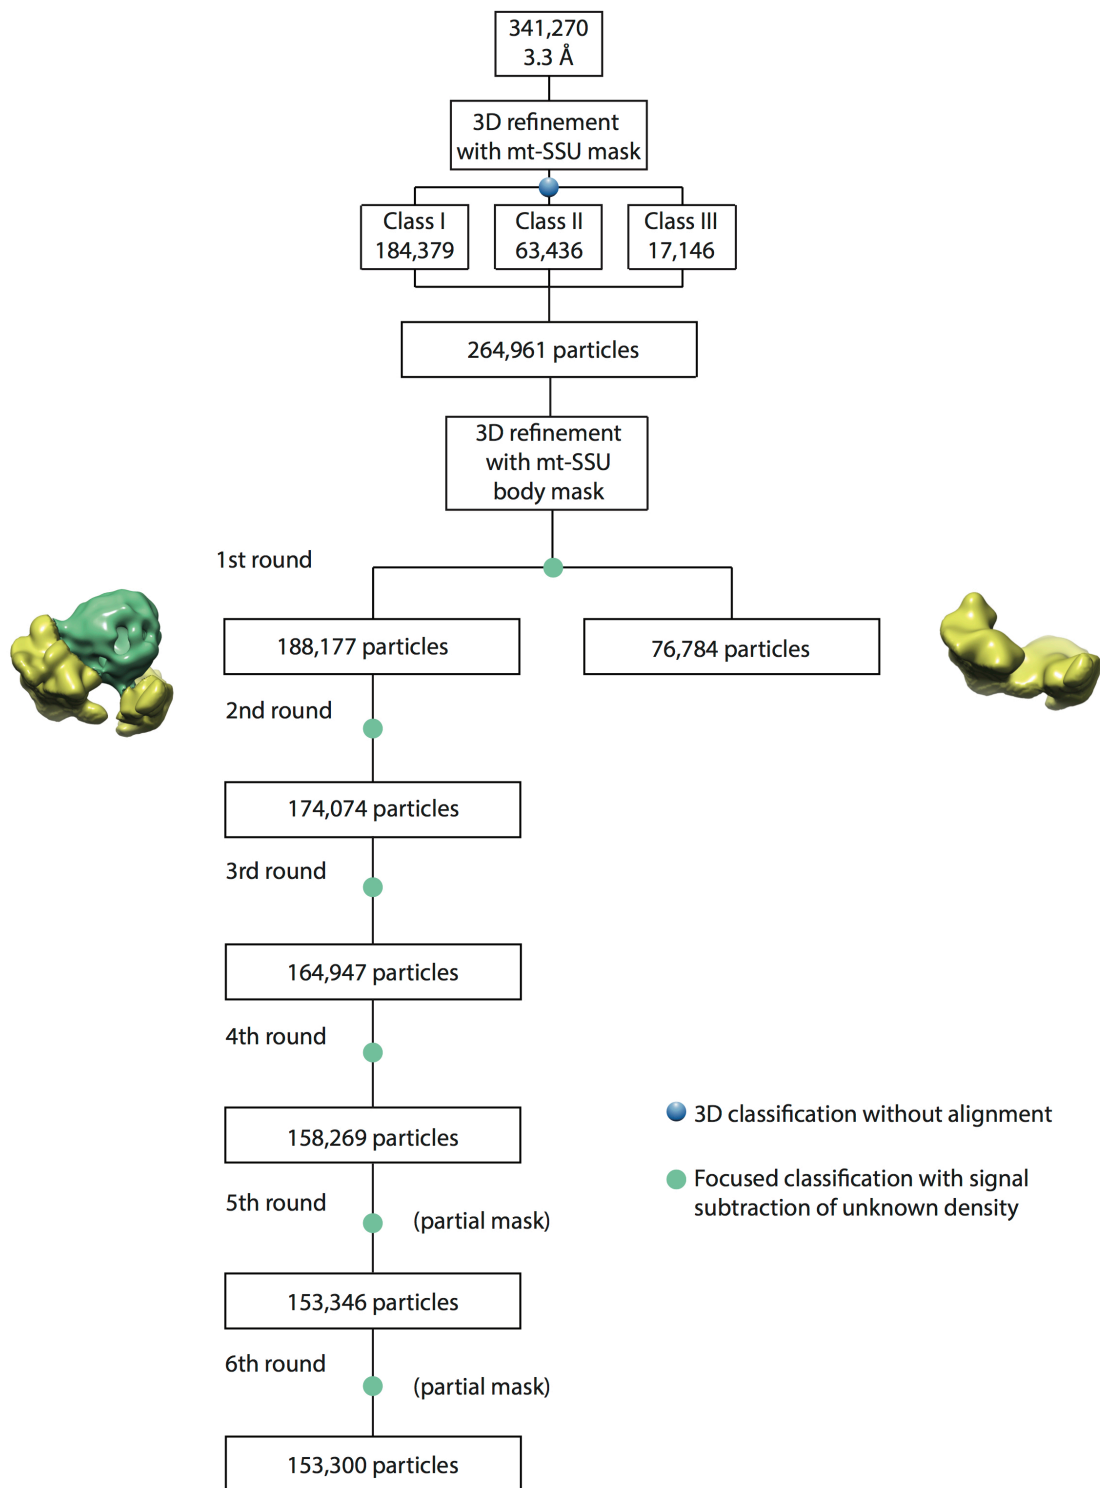 341,270
3.3 Å
3D refinement
with mt-SSU mask
Class I
184,379
Class II
63,436
Class III
17,146
264,961 particles
3D refinement
with mt-SSU
body mask
1st round
188,177 particles
76,784 particles
2nd round
174,074 particles
3rd round
164,947 particles
4th round
158,269 particles
3D classification without alignment
Focused classification with signal
subtraction of unknown density
5th round
(partial mask)
153,346 particles
6th round
(partial mask)
153,300 particles